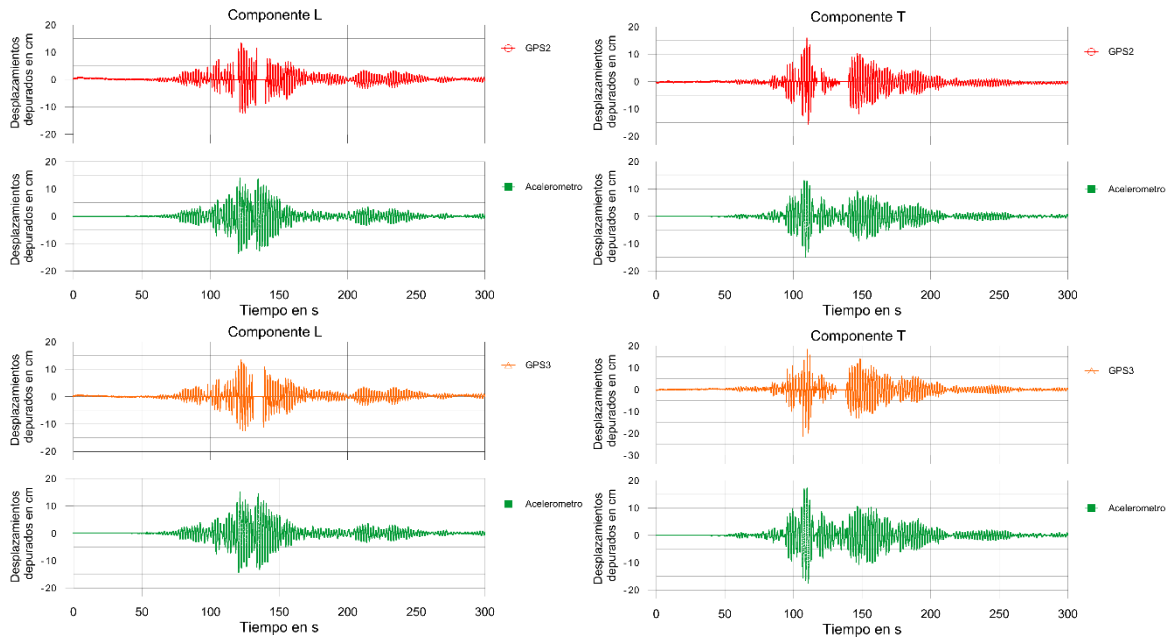 Componente L
Desplazamientos
depurados en cm
20
10
0
-10
-20
GPS2
Desplazamientos
depurados en cm
20
10
0
-10
-20
Acelerometro
0 50 100 150 200 250 300
Tiempo en s
Componente T
Desplazamientos
depurados en cm
20
10
0
-10
-20
GPS2
Desplazamientos
depurados en cm
20
10
0
-10
-20
Acelerometro
0 50 100 150 200 250 300
Tiempo en s
Componente L
Desplazamientos
depurados en cm
20
10
0
-10
-20
GPS3
Desplazamientos
depurados en cm
20
10
0
-10
-20
Acelerometro
0 50 100 150 200 250 300
Tiempo en s
Componente T
Desplazamientos
depurados en cm
20
10
0
-10
-20
-30
GPS3
Desplazamientos
depurados en cm
20
10
0
-10
-20
Acelerometro
0 50 100 150 200 250 300
Tiempo en s